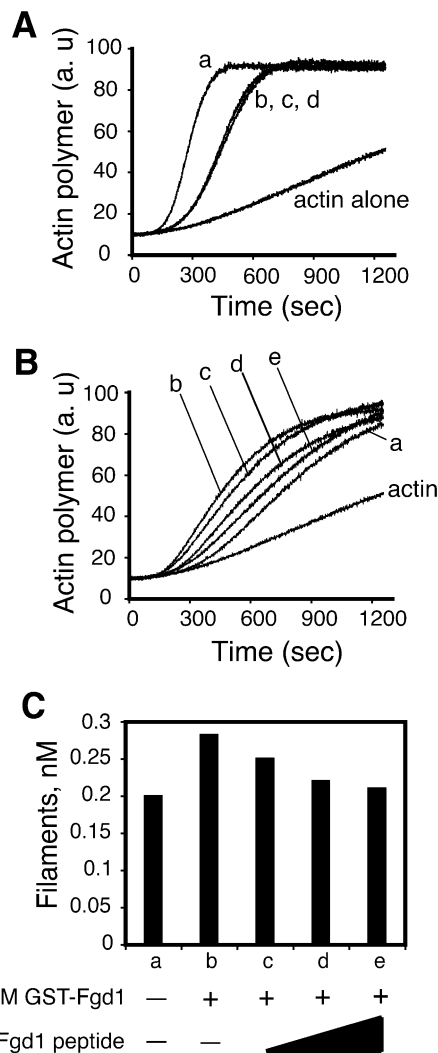 A
Actin polymer (a. u)
100
80
60
40
20
0
a
b, c, d
actin alone
0 300 600 900 1200
Time (sec)
B
Actin polymer (a. u)
100
80
60
40
20
0
b c d e
a
actin
0 300 600 900 1200
Time (sec)
C
Filaments, nM
0.3
0.25
0.2
0.15
0.1
0.05
0
a b c d e
M GST-Fgd1 — + + + +
Fgd1 peptide — —